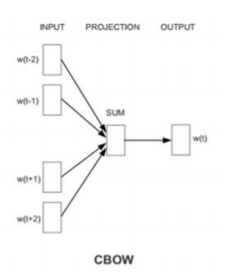 INPUT PROJECTION OUTPUT
w(t-2)
w(t-1)
SUM
w(t)
w(t+1)
w(t+2)
CBOW